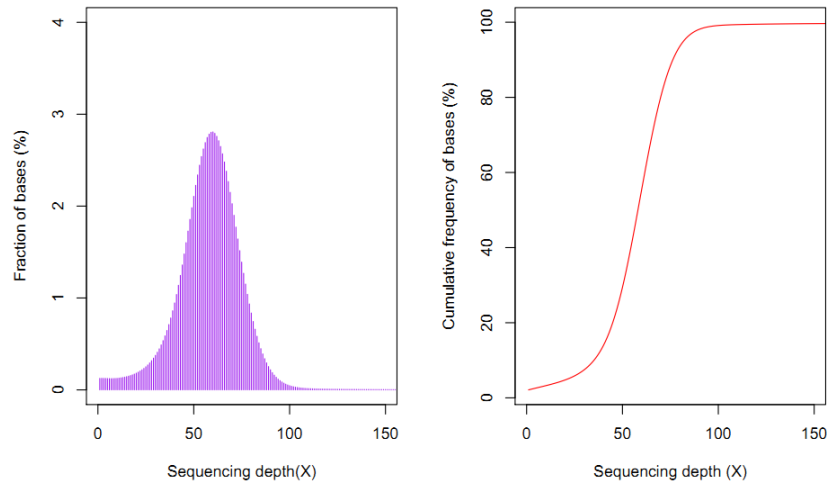 4
3
2
1
0
Fraction of bases (%)
0 50 100 150
Sequencing depth(X)
100
80
60
40
20
0
Cumulative frequency of bases (%)
0 50 100 150
Sequencing depth (X)